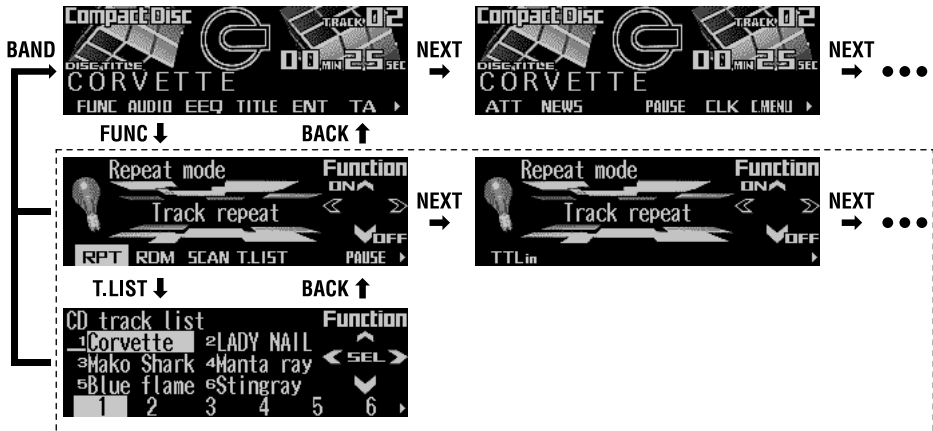 CompactDisc TRACK 02
00 MIN 25 SEC
DISC TITLE
CORVETTE
FUNC AUDIO EEQ TITLE ENT TA
BAND
NEXT
CompactDisc TRACK 02
00 MIN 25 SEC
DISC TITLE
CORVETTE
ATT NEWS PAUSE CLK C.MENU
NEXT
FUNC
BACK
Repeat mode Function
ON
Track repeat
OFF
RPT RDM SCAN T.LIST PAUSE
NEXT
Repeat mode Function
ON
Track repeat
OFF
TTLin
NEXT
T.LIST
BACK
CD track list Function
1Corvette 2LADY NAIL
SEL
3Mako Shark 4Manta ray
5Blue flame 6Stingray
1 2 3 4 5 6